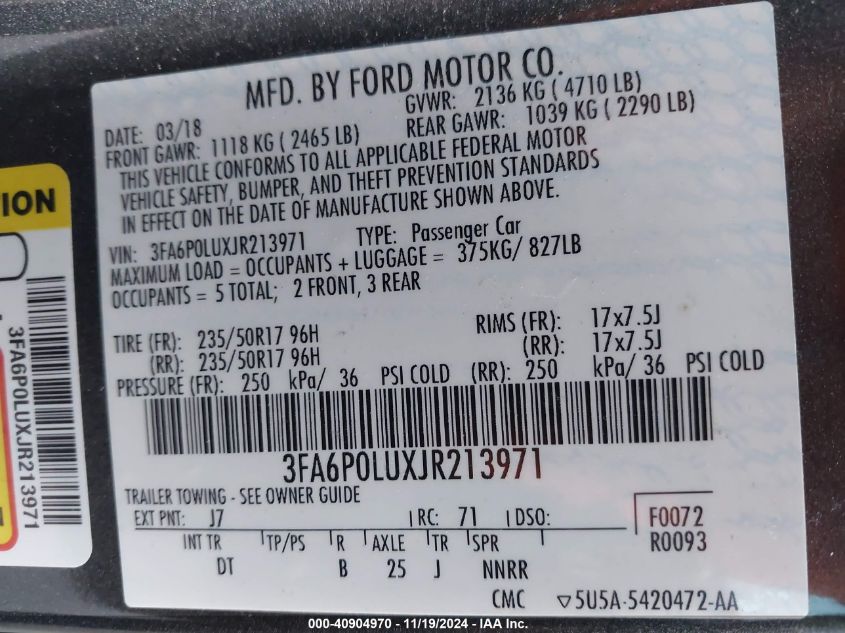 MFD. BY FORD MOTOR CO.
DATE: 03/18 GVWR: 2136 KG ( 4710 LB)
FRONT GAWR: 1118 KG ( 2465 LB) REAR GAWR: 1039 KG ( 2290 LB)
THIS VEHICLE CONFORMS TO ALL APPLICABLE FEDERAL MOTOR
VEHICLE SAFETY, BUMPER, AND THEFT PREVENTION STANDARDS
IN EFFECT ON THE DATE OF MANUFACTURE SHOWN ABOVE.
VIN: 3FA6P0LUXJR213971 TYPE: Passenger Car
MAXIMUM LOAD = OCCUPANTS + LUGGAGE = 375KG/ 827LB
OCCUPANTS = 5 TOTAL; 2 FRONT, 3 REAR
TIRE (FR): 235/50R17 96H RIMS (FR): 17x7.5J
(RR): 235/50R17 96H (RR): 17x7.5J
PRESSURE (FR): 250 kPa/ 36 PSI COLD (RR): 250 kPa/ 36 PSI COLD
3FA6P0LUXJR213971
TRAILER TOWING - SEE OWNER GUIDE
EXT PNT: J7 RC: 71 DSO: F0072
R0093
INT TR TP/PS R AXLE TR SPR
DT B 25 J NNRR
CMC ▽5U5A-5420472-AA
ION
3FA6P0LUXJR213971
000-40904970 - 11/19/2024 - IAA Inc.